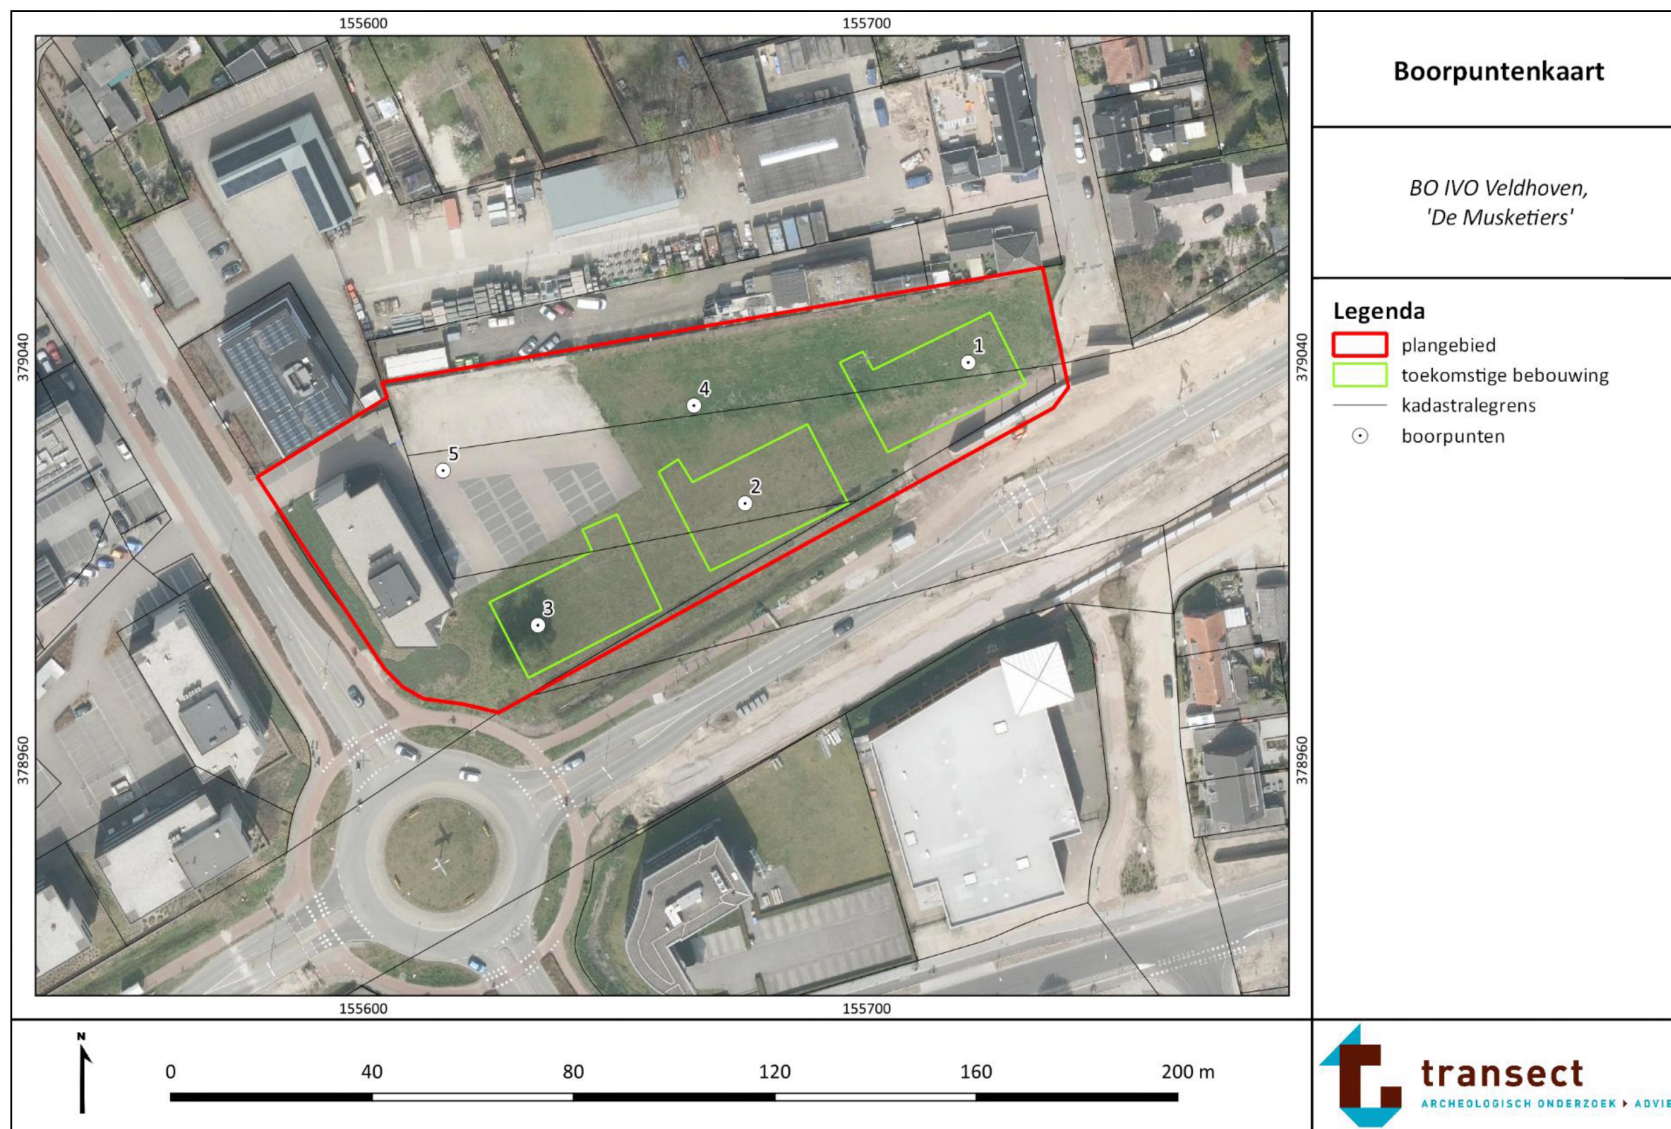 155600
155700
379040
379040
1
4
5
2
3
378960
378960
155600
155700
Boorpuntenkaart
BO IVO Veldhoven,
'De Musketiers'
Legenda
plangebied
toekomstige bebouwing
kadastralegrens
boorpunten
N
0 40 80 120 160 200 m
transect
ARCHEOLOGISCH ONDERZOEK ADVIE